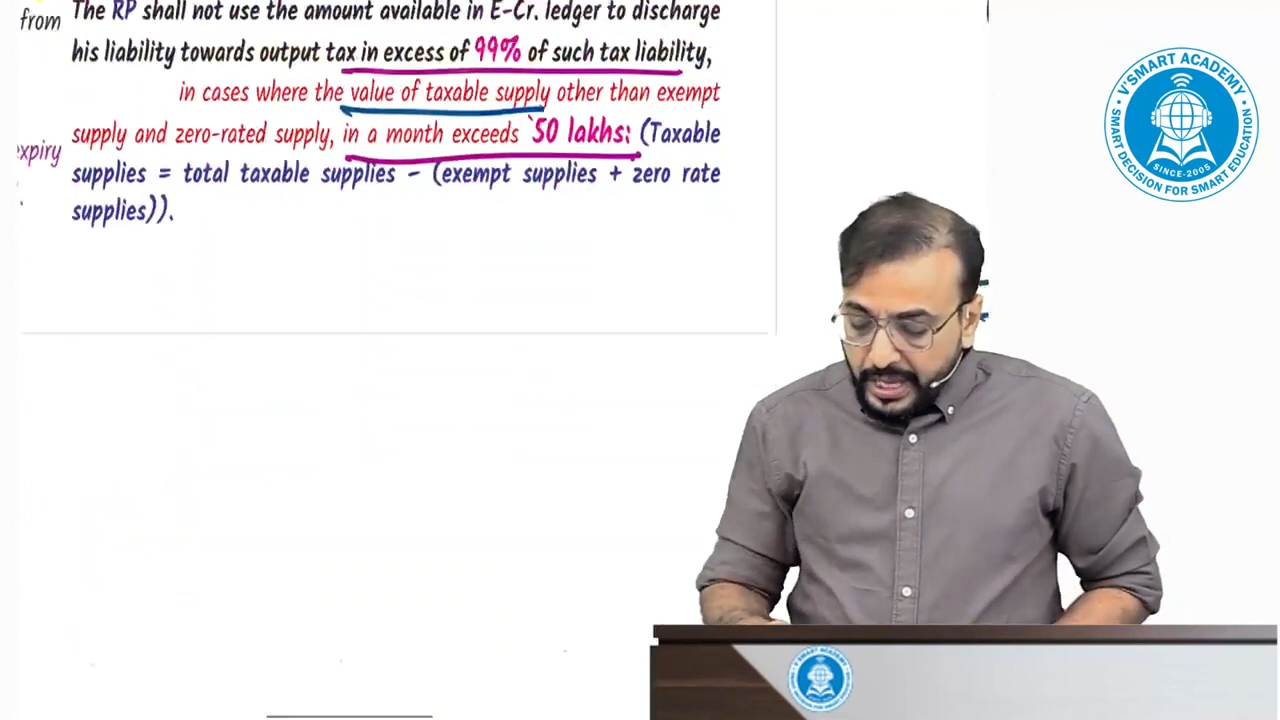 from
The RP shall not use the amount available in E-Cr. ledger to discharge
his liability towards output tax in excess of 99% of such tax liability,
in cases where the value of taxable supply other than exempt
supply and zero-rated supply, in a month exceeds `50 lakhs: (Taxable
expiry
supplies = total taxable supplies - (exempt supplies + zero rate
supplies)).
V'SMART ACADEMY
SMART DECISION FOR SMART EDUCATION
SINCE-2005